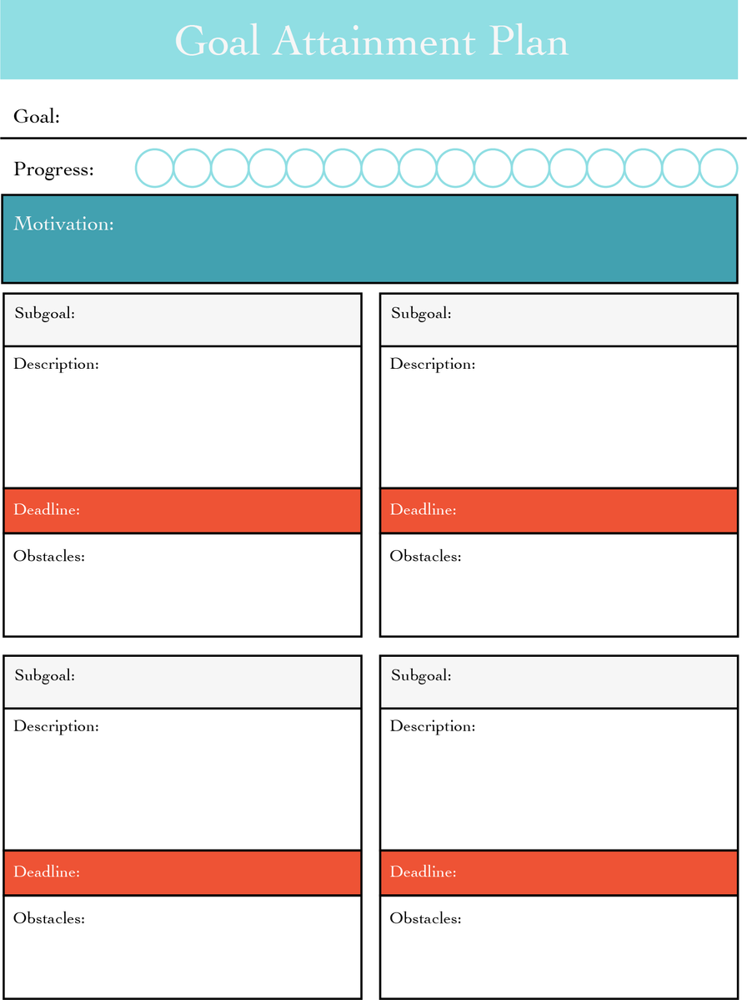 Goal Attainment Plan
Goal:
Progress:
Motivation:
Subgoal:
Description:
Deadline:
Obstacles:
Subgoal:
Description:
Deadline:
Obstacles:
Subgoal:
Description:
Deadline:
Obstacles:
Subgoal:
Description:
Deadline:
Obstacles: